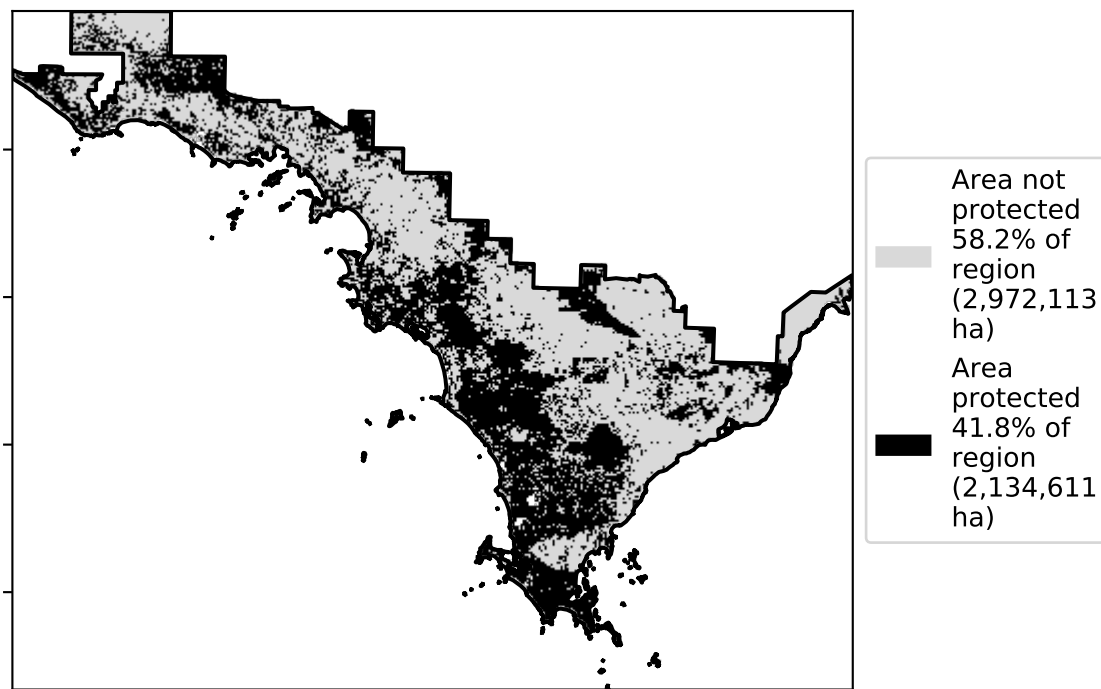 Area not
protected
58.2% of
region
(2,972,113
ha)
Area
protected
41.8% of
region
(2,134,611
ha)